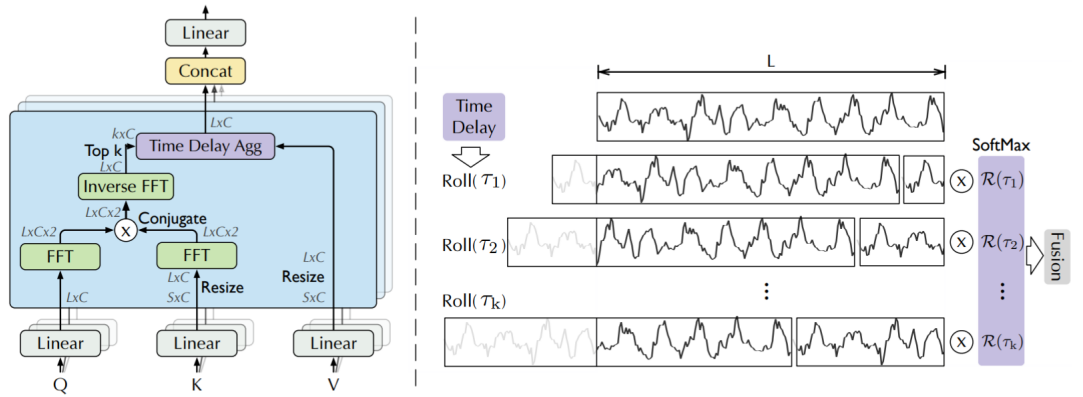 Linear
Concat
LxC
kxC
Time Delay Agg
Top k
LxC
Inverse FFT
LxCx2
Conjugate
X
LxCx2
LxCx2
FFT
FFT
LxC
Resize
LxC
Resize
LxC
SxC
SxC
Linear
Linear
Linear
Q
K
V
L
Time
Delay
SoftMax
Roll(τ₁)
X
R(τ₁)
Roll(τ₂)
X
R(τ₂)
Fusion
...
...
Roll(τₖ)
X
R(τₖ)